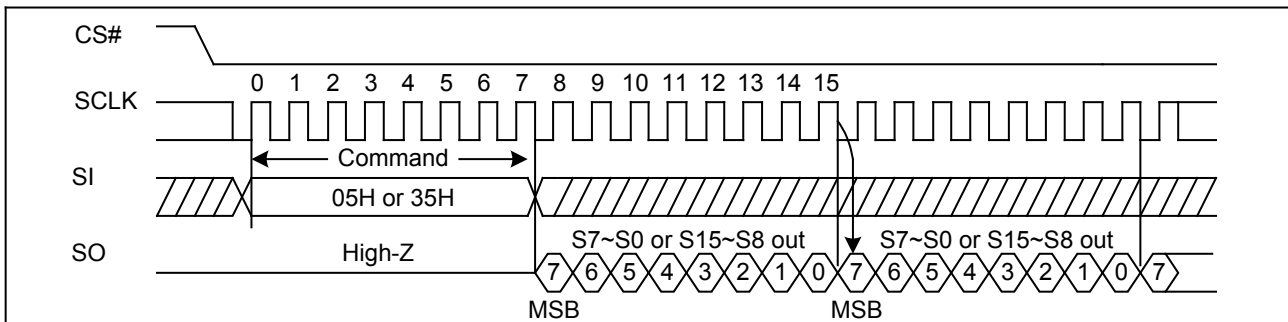 CS#
0 1 2 3 4 5 6 7 8 9 10 11 12 13 14 15
SCLK
Command
SI
05H or 35H
S7~S0 or S15~S8 out S7~S0 or S15~S8 out
SO High-Z
7 6 5 4 3 2 1 0 7 6 5 4 3 2 1 0 7
MSB MSB